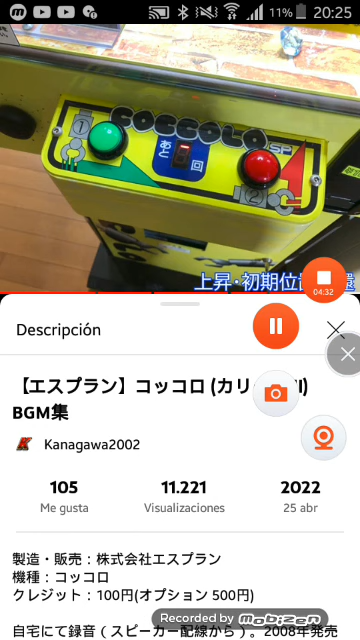 11% 20:25
COCCOLO SP
1
あと
回
2
上昇・初期位
04:32
Descripción
【エスプラン】コッコロ (カリ
BGM集
Kanagawa2002
105 11.221 2022
Me gusta Visualizaciones 25 abr
製造・販売：株式会社エスプラン
機種：コッコロ
クレジット：100円(オプション 500円)
自宅にて録音（スピーカー配線から）。2008年発売
Recorded by Mobizen